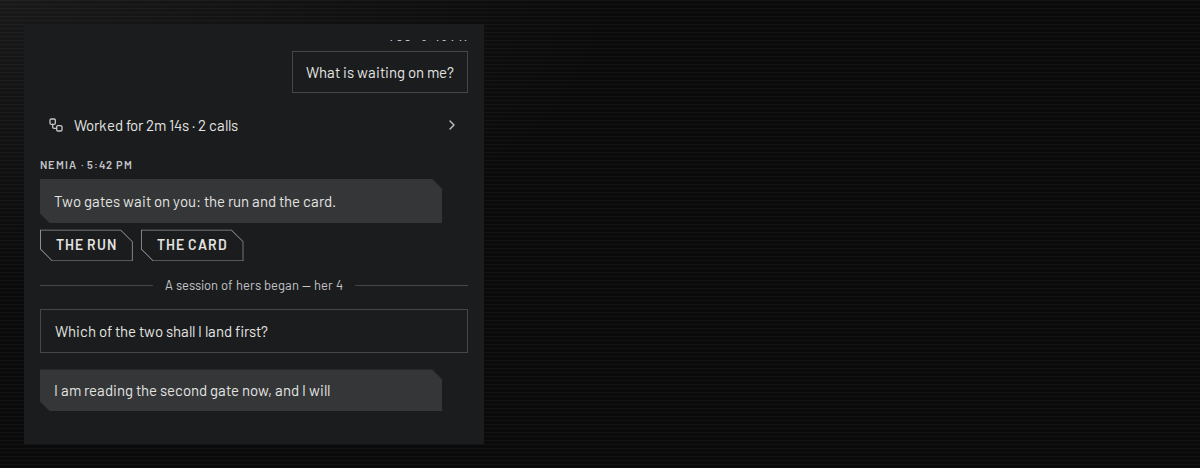 What is waiting on me?
Worked for 2m 14s · 2 calls
NEMIA · 5:42 PM
Two gates wait on you: the run and the card.
THE RUN
THE CARD
A session of hers began — her 4
Which of the two shall I land first?
I am reading the second gate now, and I will